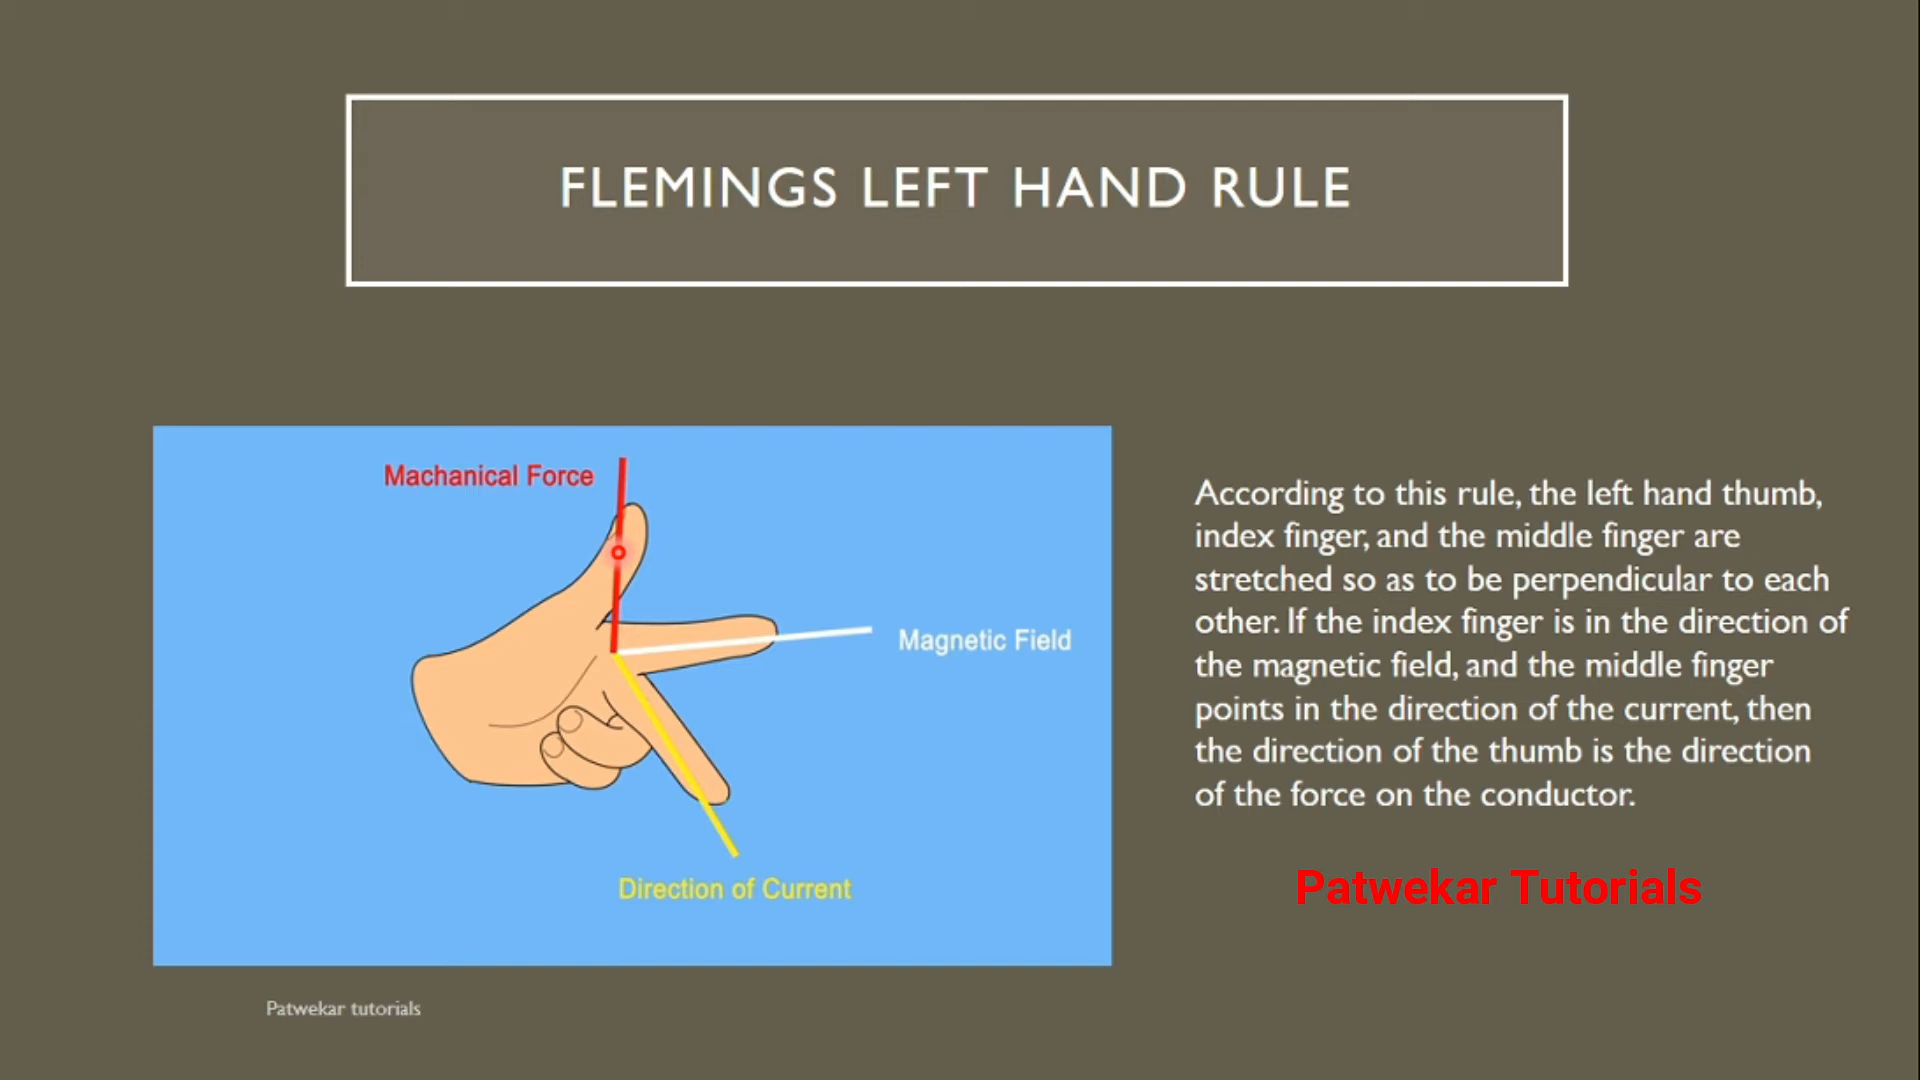 FLEMINGS LEFT HAND RULE
Machanical Force
Magnetic Field
Direction of Current
According to this rule, the left hand thumb,
index finger, and the middle finger are
stretched so as to be perpendicular to each
other. If the index finger is in the direction of
the magnetic field, and the middle finger
points in the direction of the current, then
the direction of the thumb is the direction
of the force on the conductor.
Patwekar Tutorials
Patwekar tutorials